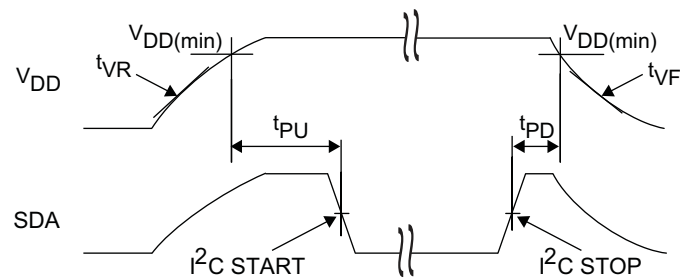 VDD(min)
VDD(min)
tVR
VDD
tVF
tPU
tPD
SDA
I2C START
I2C STOP